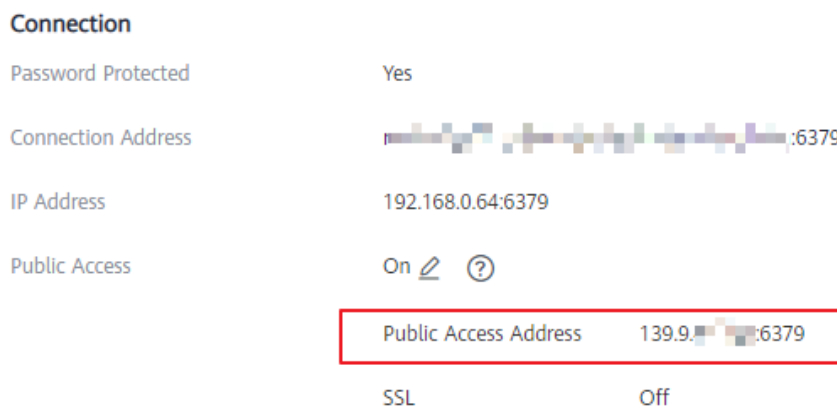 Connection
Password Protected Yes
Connection Address :6379
IP Address 192.168.0.64:6379
Public Access On
Public Access Address 139.9. :6379
SSL Off